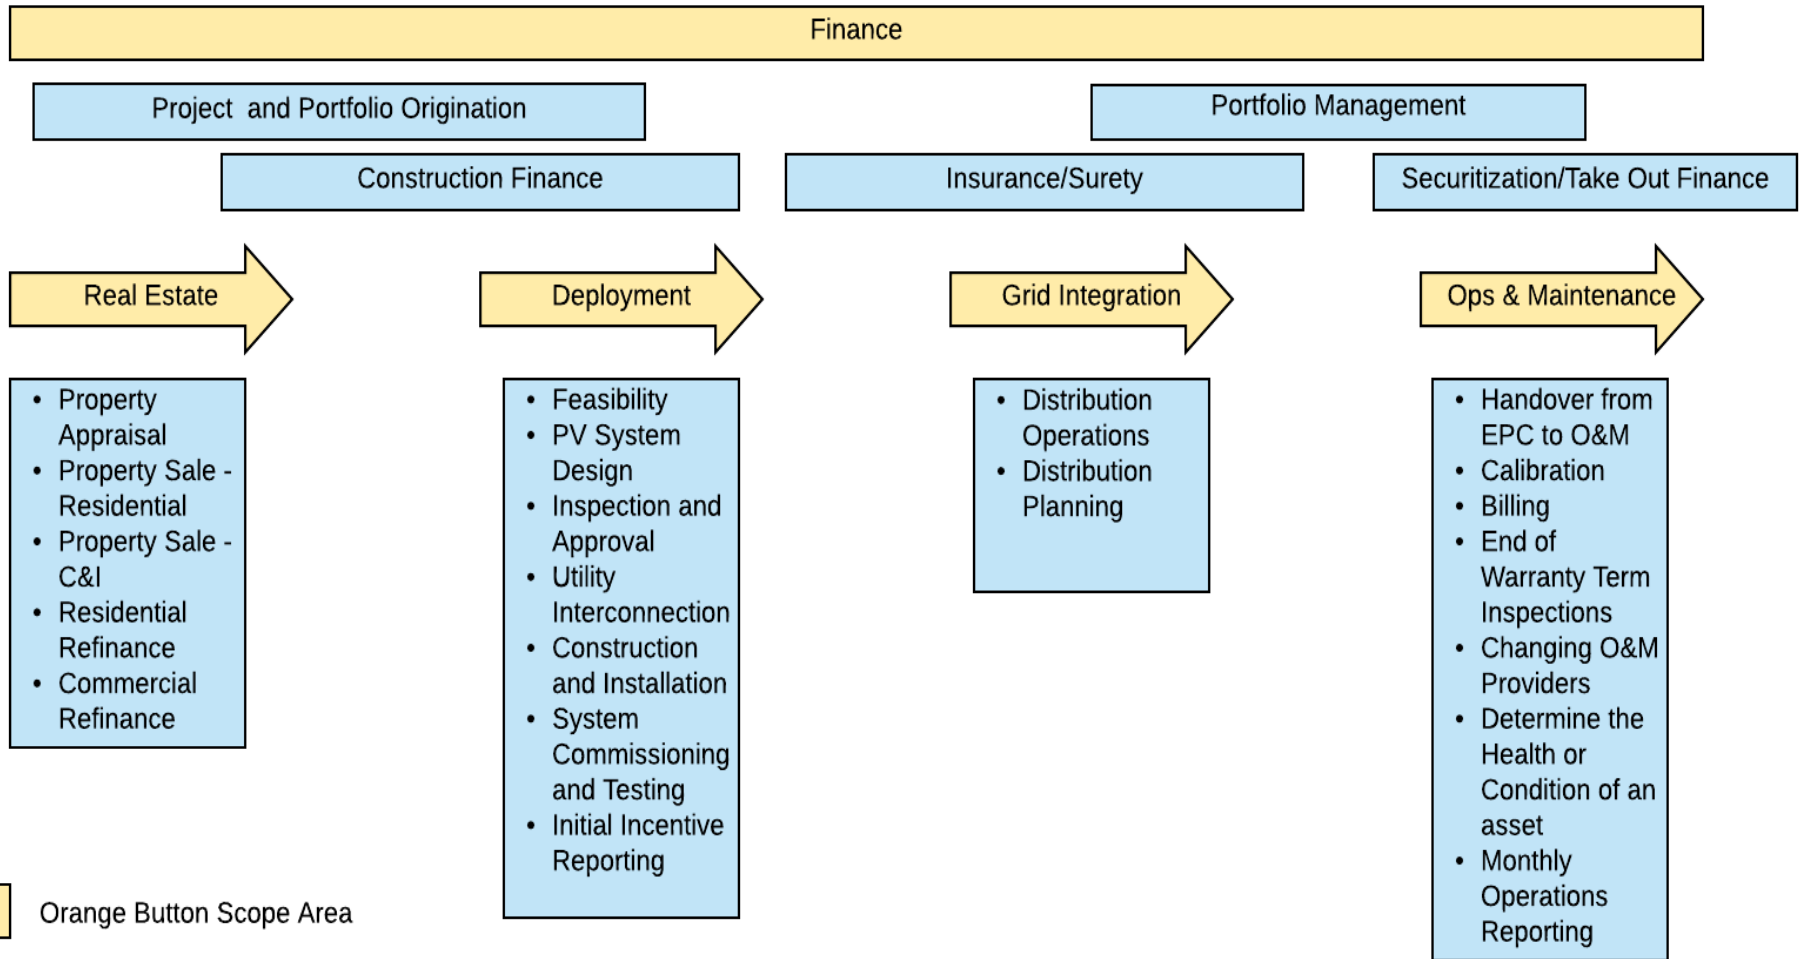 Finance
Project and Portfolio Origination
Portfolio Management
Construction Finance
Insurance/Surety
Securitization/Take Out Finance
Real Estate
Deployment
Grid Integration
Ops & Maintenance
• Property
Appraisal
• Property Sale -
Residential
• Property Sale -
C&I
• Residential
Refinance
• Commercial
Refinance
• Feasibility
• PV System
Design
• Inspection and
Approval
• Utility
Interconnection
• Construction
and Installation
• System
Commissioning
and Testing
• Initial Incentive
Reporting
• Distribution
Operations
• Distribution
Planning
• Handover from
EPC to O&M
• Calibration
• Billing
• End of
Warranty Term
Inspections
• Changing O&M
Providers
• Determine the
Health or
Condition of an
asset
• Monthly
Operations
Reporting
Orange Button Scope Area